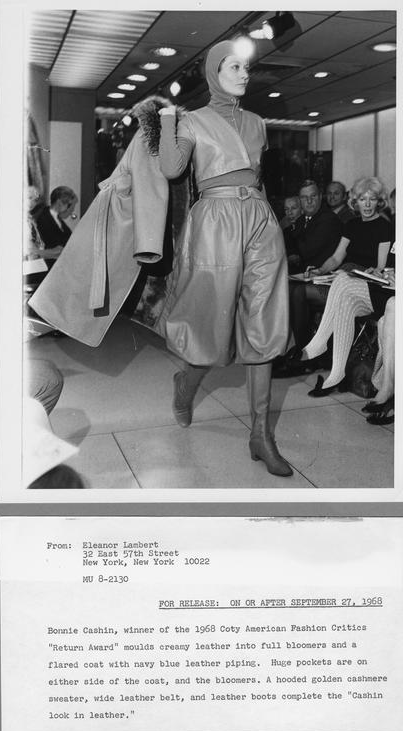 From: Eleanor Lambert
32 East 57th Street
New York, New York 10022
MU 8-2130
FOR RELEASE: ON OR AFTER SEPTEMBER 27, 1968
Bonnie Cashin, winner of the 1968 Coty American Fashion Critics
"Return Award" moulds creamy leather into full bloomers and a
flared coat with navy blue leather piping. Huge pockets are on
either side of the coat, and the bloomers. A hooded golden cashmere
sweater, wide leather belt, and leather boots complete the "Cashin
look in leather."